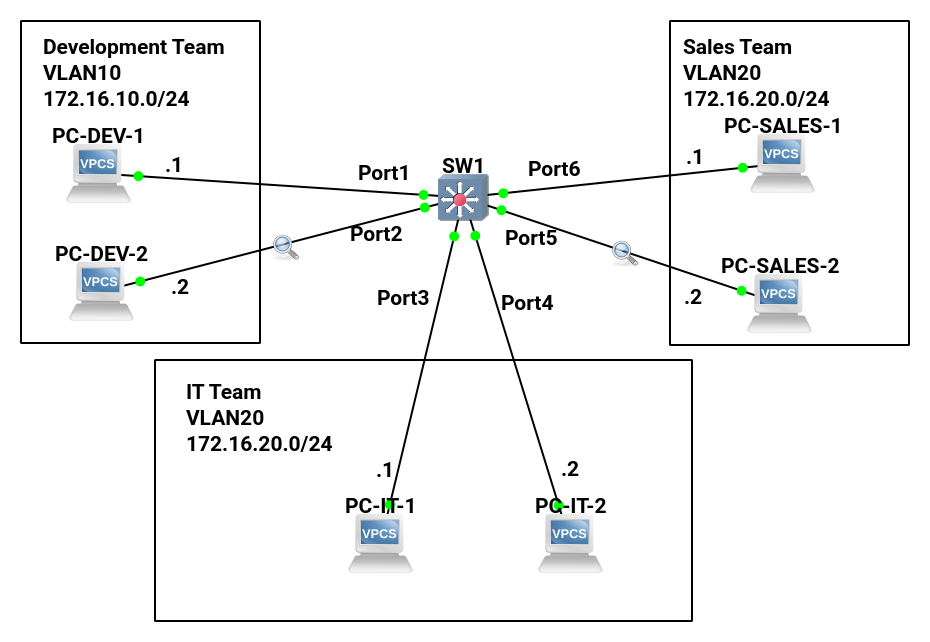 Development Team
VLAN10
172.16.10.0/24
PC-DEV-1
VPCS
.1
PC-DEV-2
VPCS
.2
Port1
SW1
Port6
Port2
Port5
Port3
Port4
Sales Team
VLAN20
172.16.20.0/24
PC-SALES-1
.1
VPCS
PC-SALES-2
.2
VPCS
IT Team
VLAN20
172.16.20.0/24
.1
.2
PC-IT-1
PC-IT-2
VPCS
VPCS